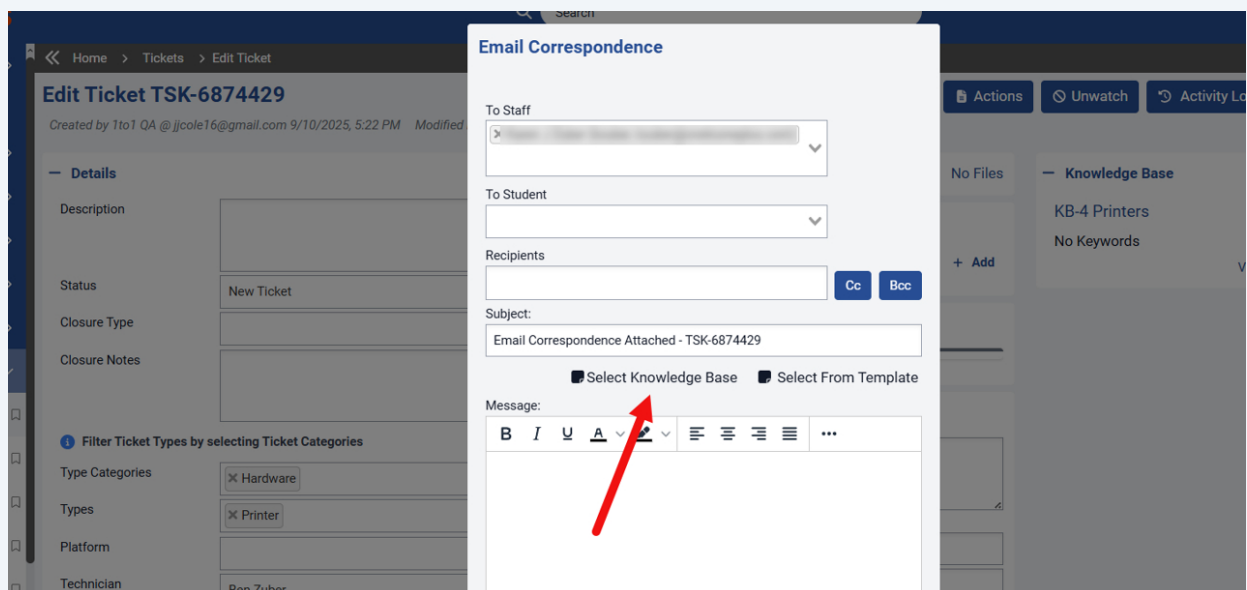 Search
Home > Tickets > Edit Ticket
Edit Ticket TSK-6874429
Created by 1to1 QA @ jjcole16@gmail.com 9/10/2025, 5:22 PM Modified
Actions
Unwatch
Activity Lo
Details
Description
Status
New Ticket
Closure Type
Closure Notes
Filter Ticket Types by selecting Ticket Categories
Type Categories
Hardware
Types
Printer
Platform
Technician
Ben Zuber
Email Correspondence
To Staff
To Student
Recipients
Cc Bcc
Subject:
Email Correspondence Attached - TSK-6874429
Select Knowledge Base Select From Template
Message:
B I U A
No Files
+ Add
Knowledge Base
KB-4 Printers
No Keywords
V